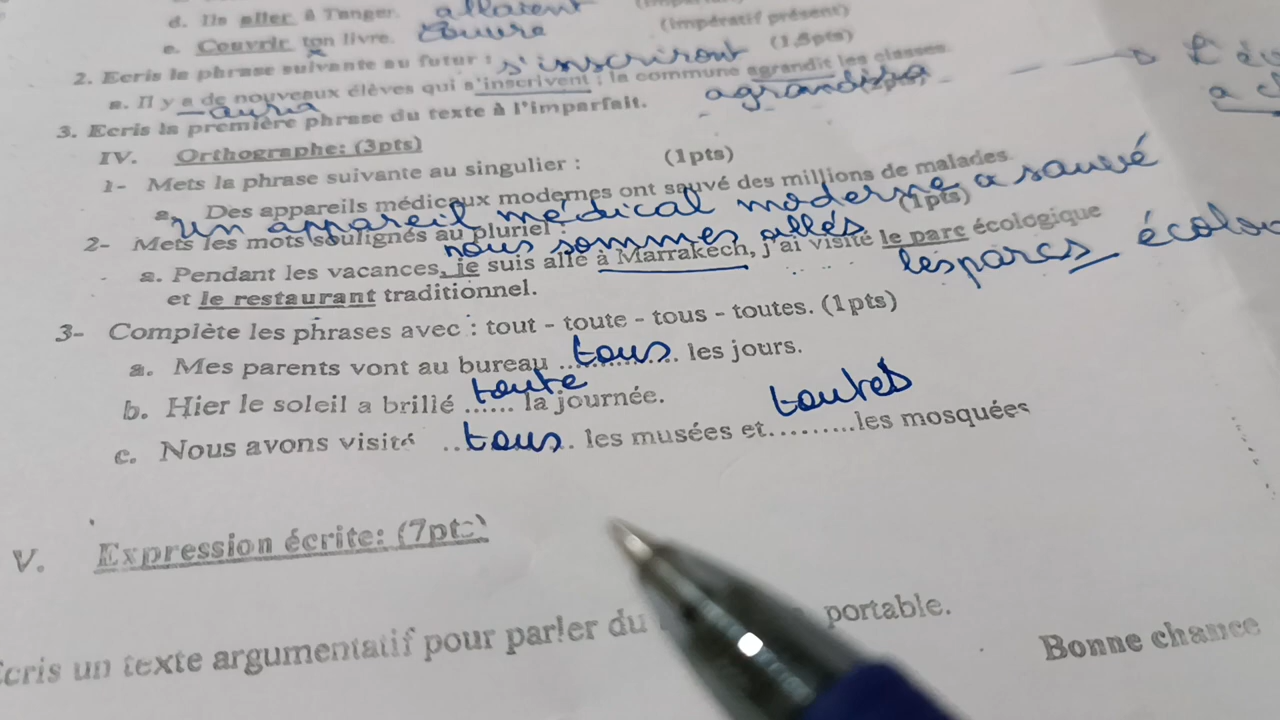 d. Ils aller à Tanger. allaient
e. Couvrir ton livre. couvre (impératif présent)
2. Ecris la phrase suivante au futur : s'inscriront (1,5pts)
a. Il y a de nouveaux élèves qui s'inscrivent : la commune agrandit les classes.
aura agrandira
3. Ecris la première phrase du texte à l'imparfait.
IV. Orthographe: (3pts)
1- Mets la phrase suivante au singulier : (1pts)
a. Des appareils médicaux modernes ont sauvé des millions de malades.
un appareil médical moderne a sauvé
2- Mets les mots soulignés au pluriel : (1pts)
nous sommes allés
a. Pendant les vacances, je suis allé à Marrakech, j'ai visité le parc écologique
les parcs
et le restaurant traditionnel.
3- Complète les phrases avec : tout - toute - tous - toutes. (1pts)
a. Mes parents vont au bureau tous les jours.
b. Hier le soleil a brillé ...... toute la journée.
c. Nous avons visité tous les musées et..........toutes les mosquées
V. Expression écrite: (7pts)
Ecris un texte argumentatif pour parler du portable.
Bonne chance